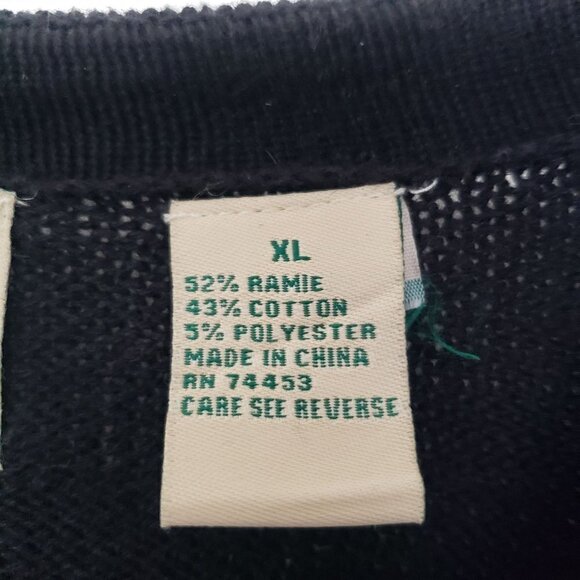 XL
52% RAMIE
43% COTTON
5% POLYESTER
MADE IN CHINA
RN 74453
CARE SEE REVERSE